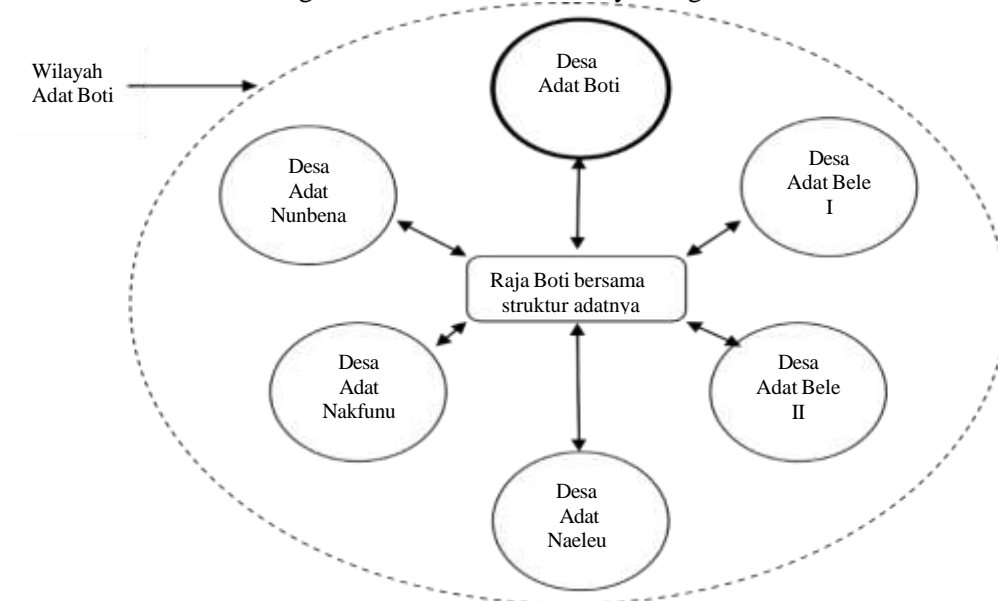 Wilayah
Adat Boti
Desa
Adat Boti
Desa
Adat
Nunbena
Desa
Adat Bele
I
Raja Boti bersama
struktur adatnya
Desa
Adat
Nakfunu
Desa
Adat Bele
II
Desa
Adat
Naeleu